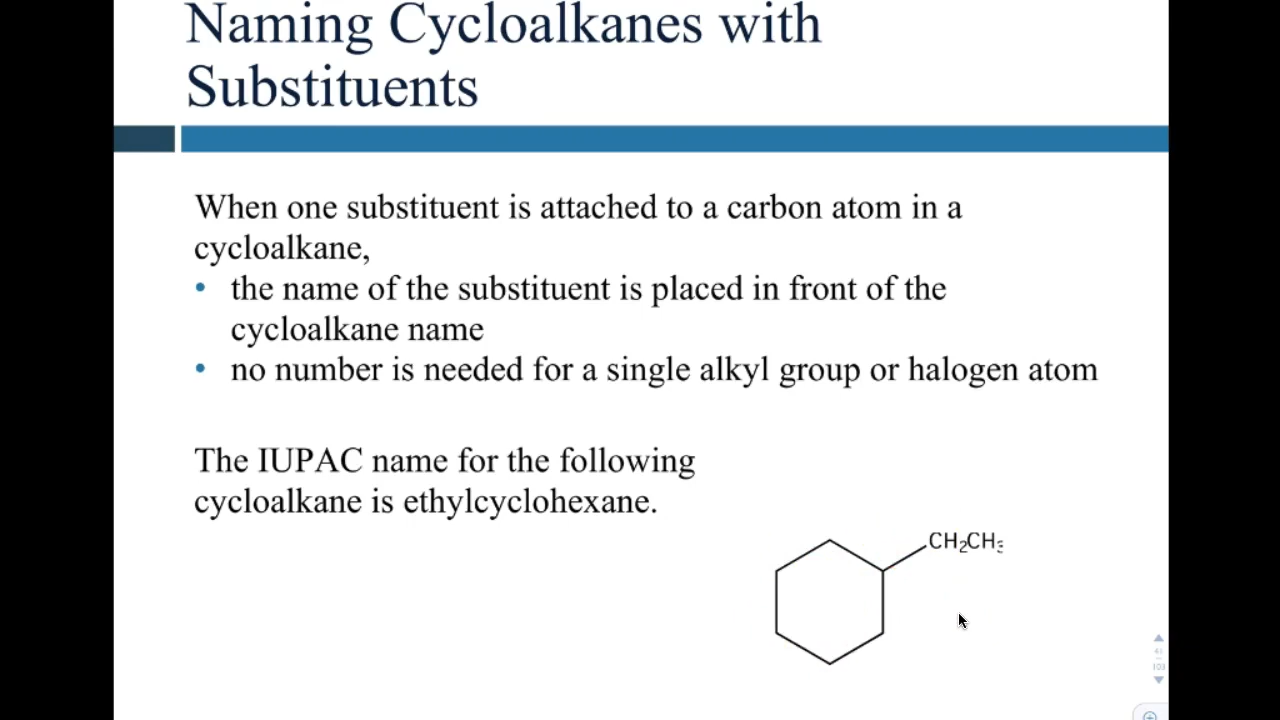 Naming Cycloalkanes with
Substituents
When one substituent is attached to a carbon atom in a
cycloalkane,
• the name of the substituent is placed in front of the
cycloalkane name
• no number is needed for a single alkyl group or halogen atom
The IUPAC name for the following
cycloalkane is ethylcyclohexane.
CH₂CH₃